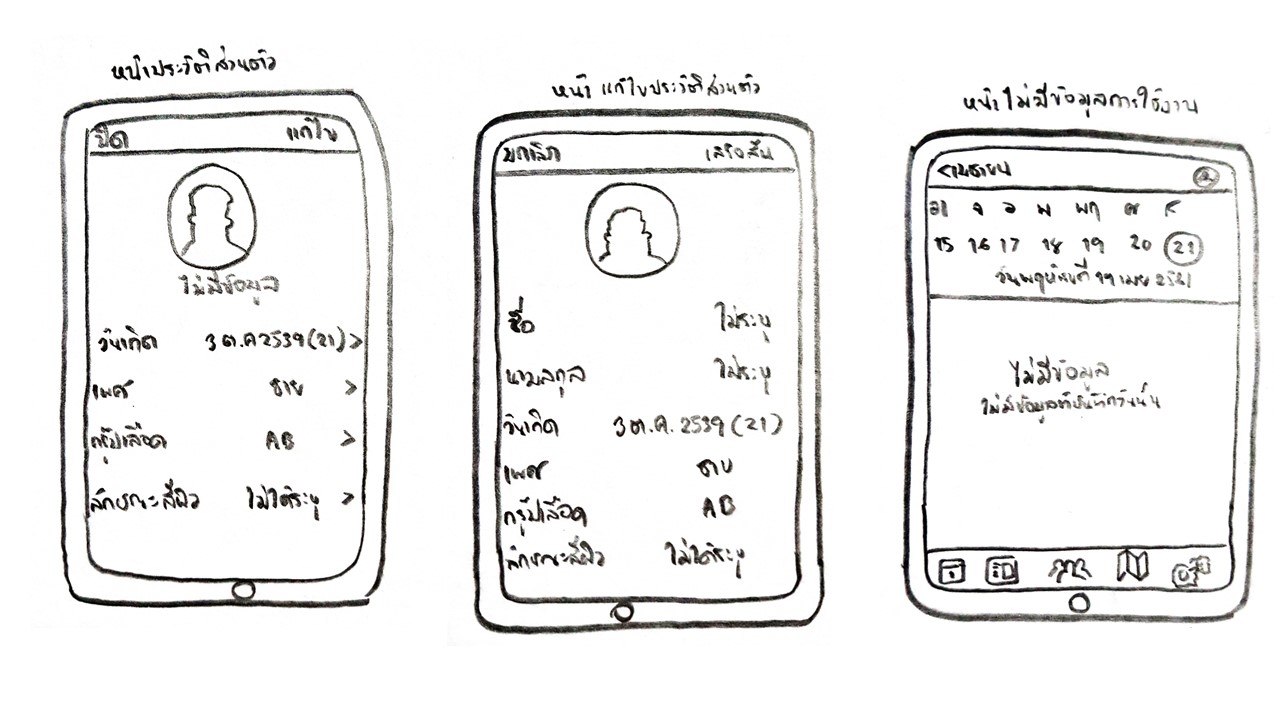 หน้าประวัติส่วนตัว
ปิด แก้ไข
ไม่มีข้อมูล
วันเกิด 3 ต.ค 2539 (21) >
เพศ ชาย >
กรุ๊ปเลือด AB >
ลักษณะสีผิว ไม่ได้ระบุ >
หน้า แก้ไขประวัติส่วนตัว
ยกเลิก เสร็จสิ้น
ชื่อ ไม่ระบุ
นามสกุล ไม่ระบุ
วันเกิด 3 ต.ค. 2539 (21)
เพศ ชาย
กรุ๊ปเลือด AB
ลักษณะสีผิว ไม่ได้ระบุ
หน้าไม่มีข้อมูลการใช้งาน
เมษายน
อา จ อ พ พฤ ศ ส
15 16 17 18 19 20 21
วันพฤหัสบดีที่ 19 เมษ 2561
ไม่มีข้อมูล
ไม่มีข้อมูลที่บันทึกวันนั้น